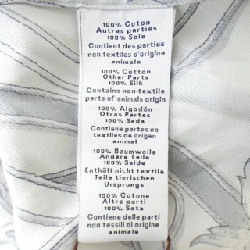 100% Coton
Autres parties
100% Soie
Contient des parties
non textiles d'origine
animale
100% Cotton
Other Parts
100% Silk
Contains non-textile
parts of animal origin
100% Algodón
Otras Partes
100% Seda
Contiene partes no
textiles de origen
animal
100% Baumwolle
Andere Teile
100% Seide
Enthält nicht textile
Teile tierischen
Ursprungs
100% Cotone
Altre parti
100% Seta
Contiene delle parti
non tessili di origine
animale